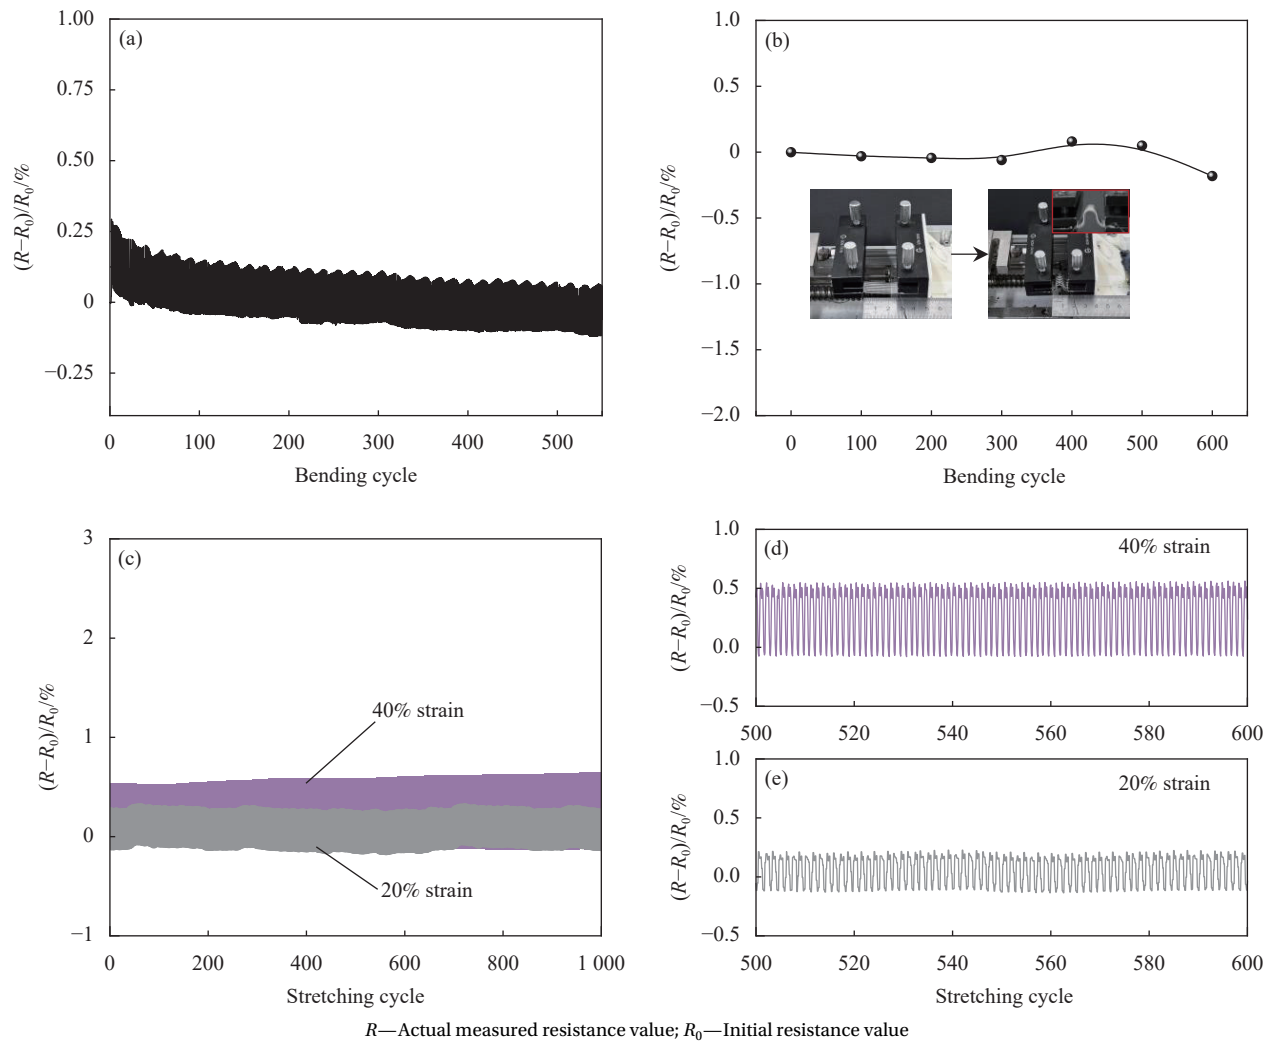 (a)
1.00
0.75
0.50
0.25
0
−0.25
(R−R₀)/R₀/%
0 100 200 300 400 500
Bending cycle
(b)
1.0
0.5
0
−0.5
−1.0
−1.5
−2.0
(R−R₀)/R₀/%
0 100 200 300 400 500 600
Bending cycle
(c)
3
2
1
0
−1
(R−R₀)/R₀/%
40% strain
20% strain
0 200 400 600 800 1 000
Stretching cycle
(d)
40% strain
1.0
0.5
0.0
−0.5
(R−R₀)/R₀/%
500 520 540 560 580 600
(e)
20% strain
1.0
0.5
0.0
−0.5
(R−R₀)/R₀/%
500 520 540 560 580 600
Stretching cycle
R—Actual measured resistance value; R₀—Initial resistance value